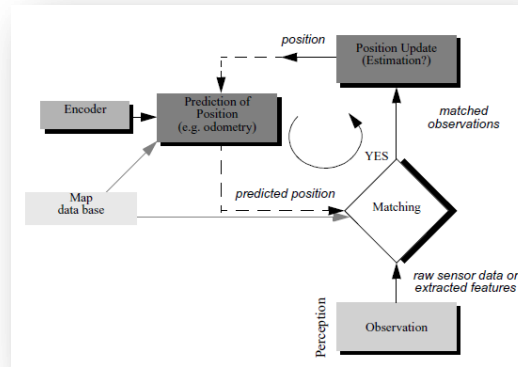 position
Position Update
(Estimation?)
Encoder
Prediction of
Position
(e.g. odometry)
matched
observations
YES
Map
data base
predicted position
Matching
raw sensor data or
extracted features
Perception
Observation